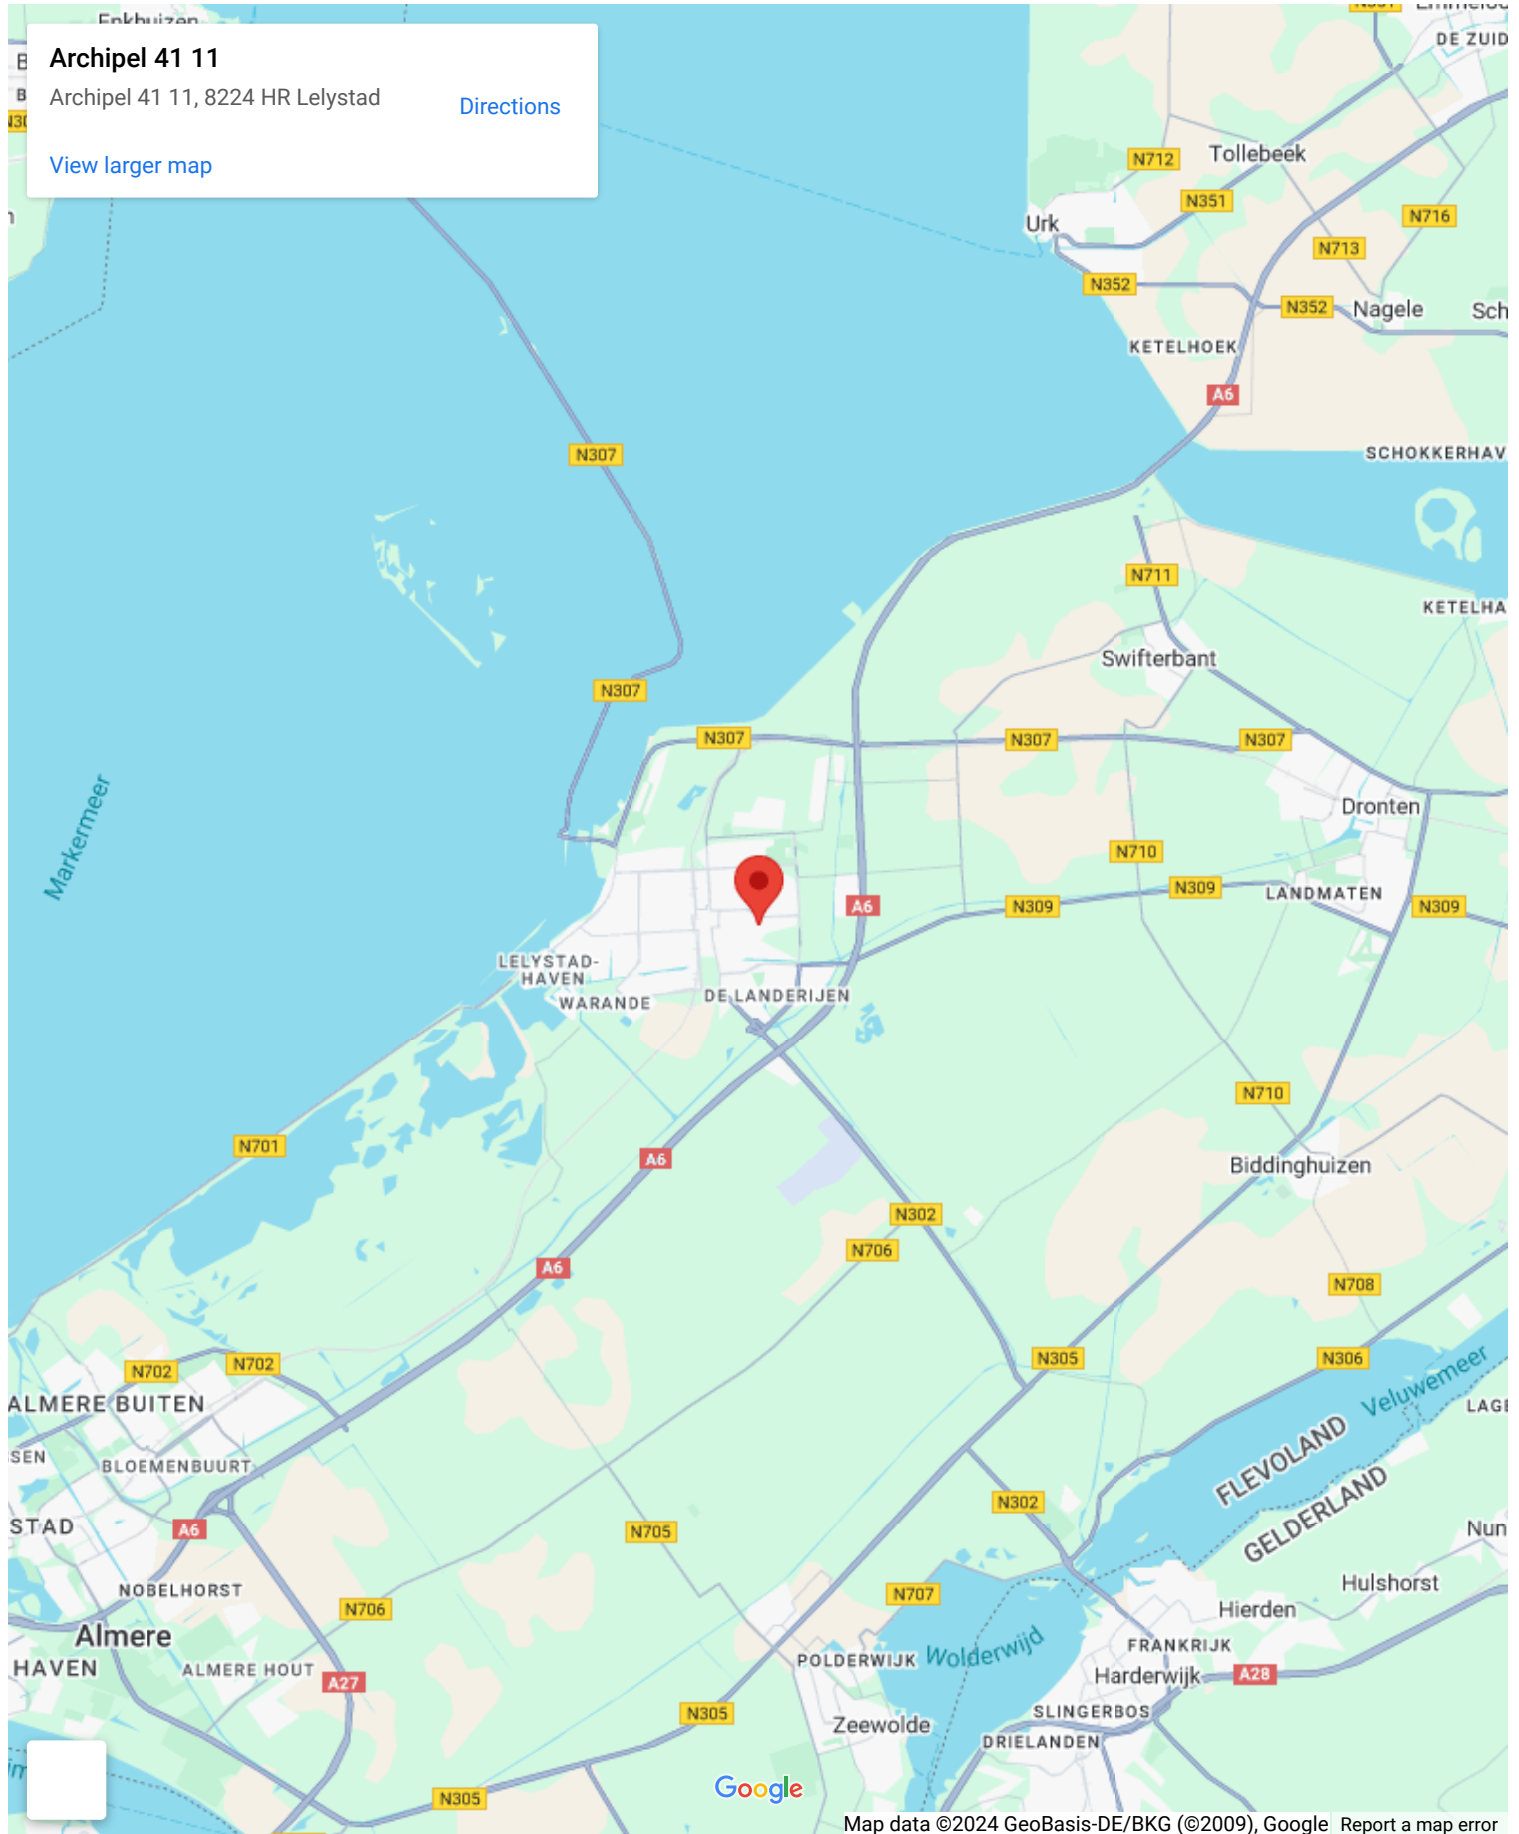 Enkhuizen
Archipel 41 11
Archipel 41 11, 8224 HR Lelystad
Directions
View larger map
DE ZUID
N712
Tollebeek
N351
N716
Urk
N713
N352
N352
Nagele
Sch
KETELHOEK
A6
N307
SCHOKKERHAV
N711
KETELHA
Swifterbant
N307
N307
N307
N307
Markermeer
Dronten
N710
A6
N309
N309
LANDMATEN
N309
LELYSTAD-
HAVEN
WARANDE
DE LANDERIJEN
N710
N701
A6
Biddinghuizen
N302
N706
A6
N708
N702
N702
N305
N306
Veluwemeer
ALMERE BUITEN
LAGE
SEN
BLOEMENBUURT
FLEVOLAND
GELDERLAND
STAD
A6
N705
N302
Nun
NOBELHORST
N706
N707
Hulshorst
Hierden
Almere
HAVEN
ALMERE HOUT
A27
POLDERWIJK
Wolderwijd
FRANKRIJK
Harderwijk
A28
N305
Zeewolde
SLINGERBOS
DRIELANDEN
N305
Google
Map data ©2024 GeoBasis-DE/BKG (©2009), Google
Report a map error